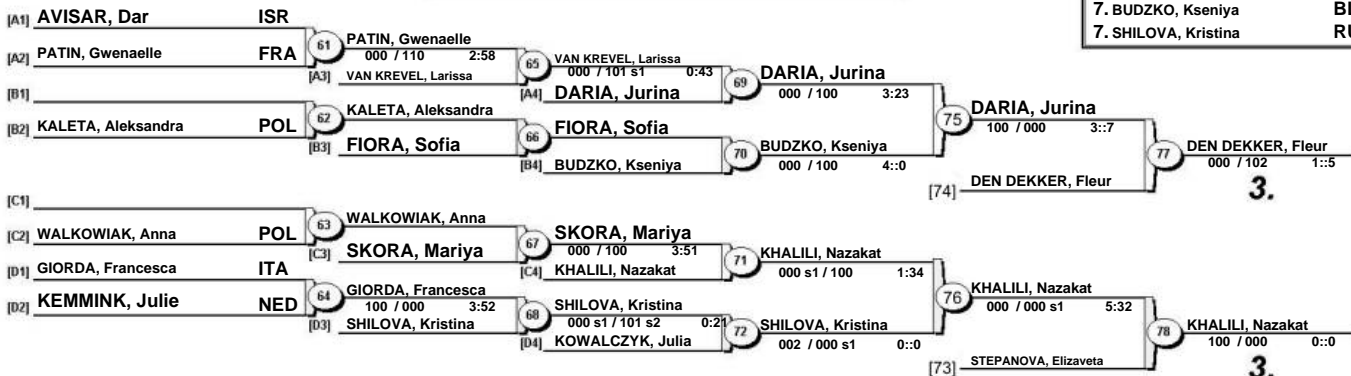 [A1] AVISAR, Dar ISR
[A2] PATIN, Gwenaelle FRA
61 PATIN, Gwenaelle
000 / 110 2:58
[A3] VAN KREVEL, Larissa
65 VAN KREVEL, Larissa
000 / 101 s1 0:43
[A4] DARIA, Jurina
69 DARIA, Jurina
000 / 100 3:23
[B1]
[B2] KALETA, Aleksandra POL
62 KALETA, Aleksandra
[B3] FIORA, Sofia
66 FIORA, Sofia
[B4] BUDZKO, Kseniya
70 BUDZKO, Kseniya
000 / 100 4::0
75 DARIA, Jurina
100 / 000 3::7
[74] DEN DEKKER, Fleur
77 DEN DEKKER, Fleur
000 / 102 1::5
3.
[C1]
[C2] WALKOWIAK, Anna POL
63 WALKOWIAK, Anna
[C3] SKORA, Mariya
67 SKORA, Mariya
000 / 100 3:51
[C4] KHALILI, Nazakat
71 KHALILI, Nazakat
000 s1 / 100 1:34
[D1] GIORDA, Francesca ITA
[D2] KEMMINK, Julie NED
64 GIORDA, Francesca
100 / 000 3:52
[D3] SHILOVA, Kristina
68 SHILOVA, Kristina
000 s1 / 101 s2 0:21
[D4] KOWALCZYK, Julia
72 SHILOVA, Kristina
002 / 000 s1 0::0
76 KHALILI, Nazakat
000 / 000 s1 5:32
[73] STEPANOVA, Elizaveta
78 KHALILI, Nazakat
100 / 000 0::0
3.
7. BUDZKO, Kseniya
7. SHILOVA, Kristina